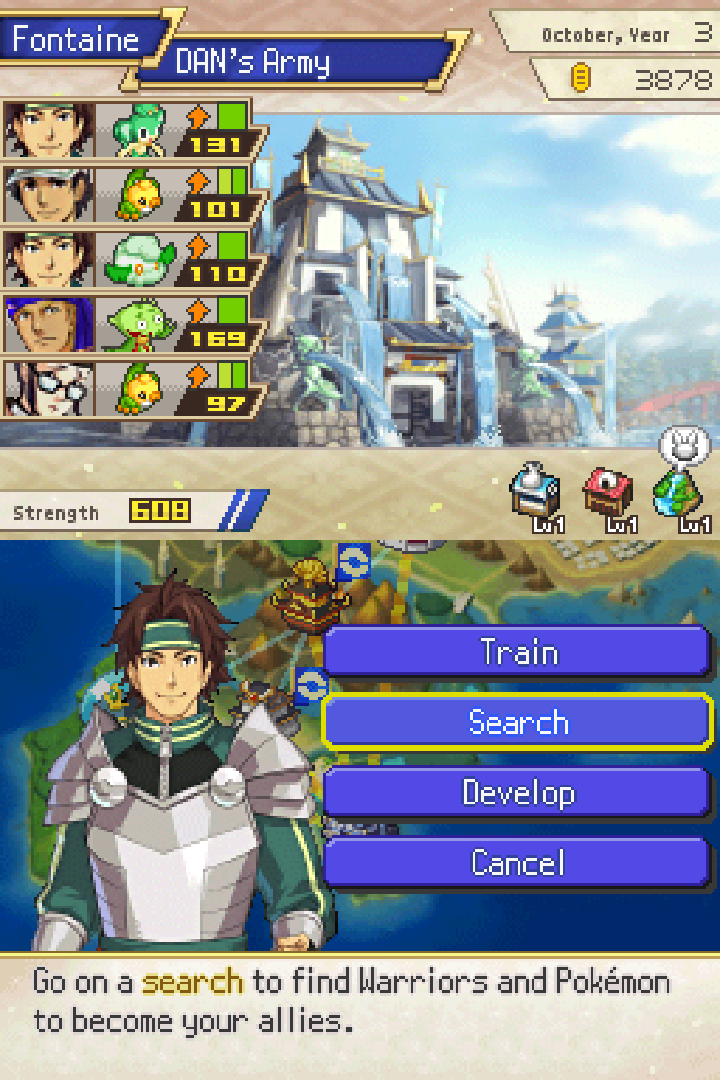 Fontaine
DAN's Army
October, Year 3
3878
131
101
110
169
97
Strength 608
Lv1
Lv1
Lv1
Train
Search
Develop
Cancel
Go on a search to find Warriors and Pokémon
to become your allies.